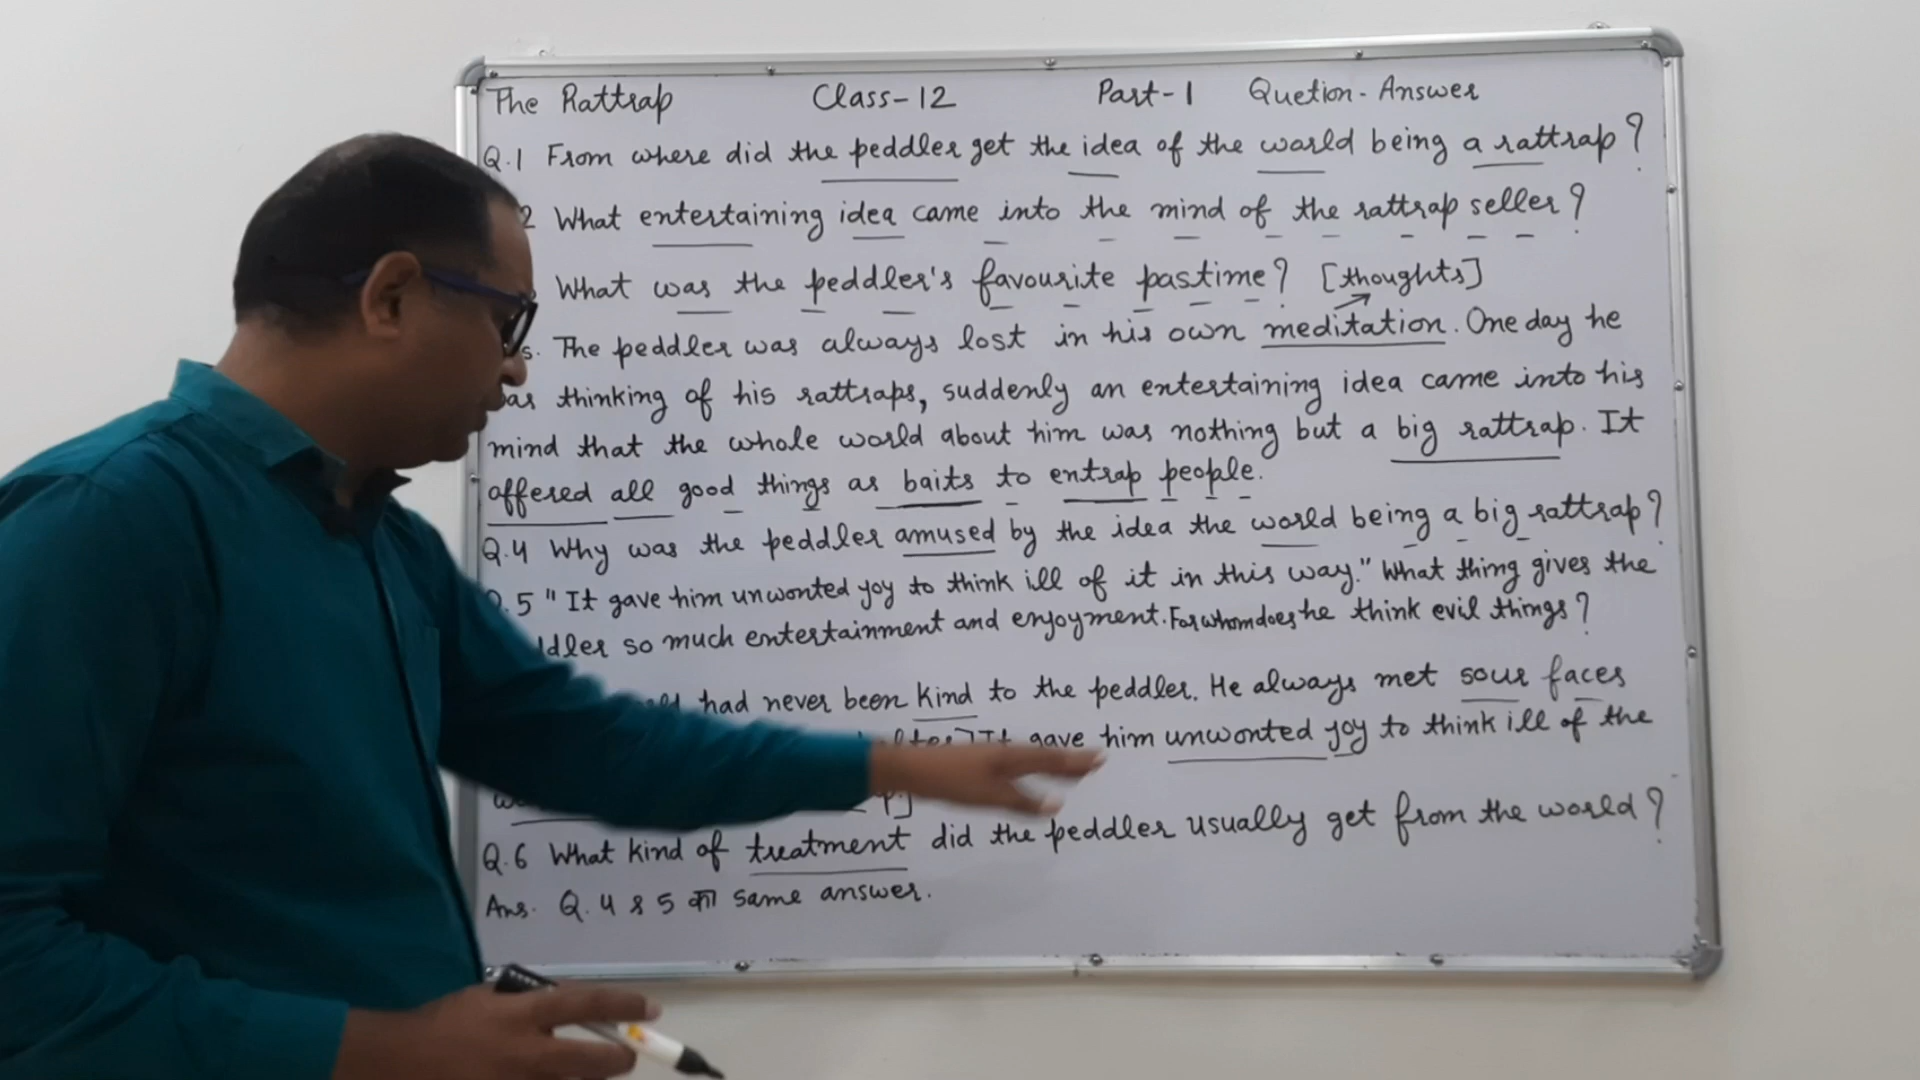 The Rattrap Class-12 Part-1 Quetion-Answer
Q.1 From where did the peddler get the idea of the world being a rattrap?
2 What entertaining idea came into the mind of the rattrap seller?
What was the peddler's favourite pastime? [thoughts]
s. The peddler was always lost in his own meditation. One day he
was thinking of his rattraps, suddenly an entertaining idea came into his
mind that the whole world about him was nothing but a big rattrap. It
offered all good things as baits to entrap people.
Q.4 Why was the peddler amused by the idea the world being a big rattrap?
Q.5 "It gave him unwonted joy to think ill of it in this way." What thing gives the
ddler so much entertainment and enjoyment. For whom does he think evil things?
had never been kind to the peddler. He always met sour faces
It gave him unwonted joy to think ill of the
Q.6 What kind of treatment did the peddler usually get from the world?
Ans. Q. 4 & 5 का same answer.